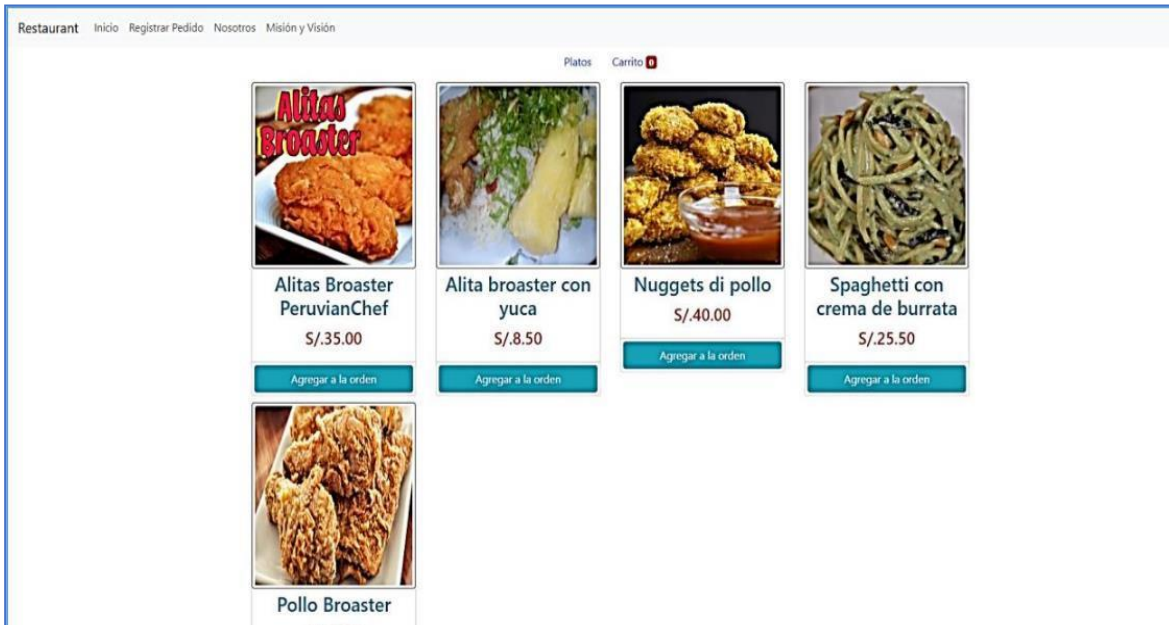 Restaurant Inicio Registrar Pedido Nosotros Misión y Visión
Platos Carrito 0
Alitas
Broaster
Alitas Broaster
PeruvianChef
S/.35.00
Agregar a la orden
Alita broaster con
yuca
S/.8.50
Agregar a la orden
Nuggets di pollo
S/.40.00
Agregar a la orden
Spaghetti con
crema de burrata
S/.25.50
Agregar a la orden
Pollo Broaster